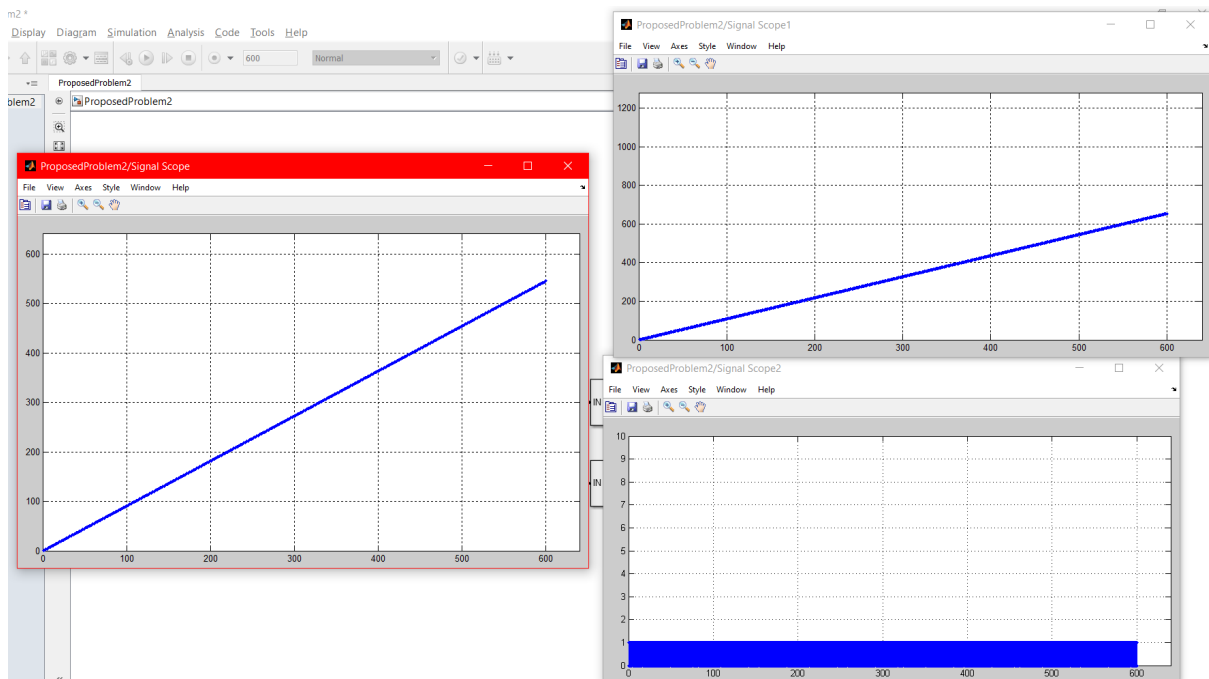 m2 *
Display Diagram Simulation Analysis Code Tools Help
600 Normal
ProposedProblem2
blem2
ProposedProblem2
ProposedProblem2/Signal Scope
File View Axes Style Window Help
600
500
400
300
200
100
0
0 100 200 300 400 500 600
IN
IN
ProposedProblem2/Signal Scope1
File View Axes Style Window Help
1200
1000
800
600
400
200
0
0 100 200 300 400 500 600
ProposedProblem2/Signal Scope2
File View Axes Style Window Help
10
9
8
7
6
5
4
3
2
1
0
100 200 300 400 500 600